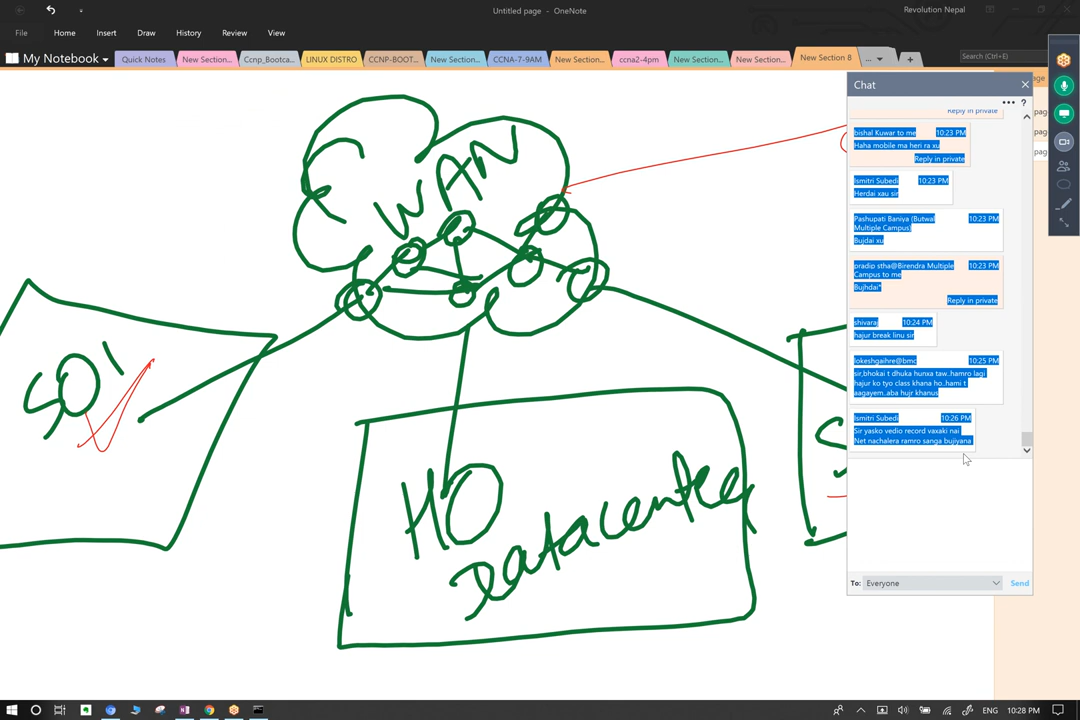 Untitled page - OneNote
Revolution Nepal
File Home Insert Draw History Review View
My Notebook
Quick Notes
New Section...
Ccnp_Bootca...
LINUX DISTRO
CCNP-BOOT...
New Section...
CCNA-7-9AM
New Section...
ccna2-4pm
New Section...
New Section...
New Section 8
...
Search (Ctrl+E)
Chat
Reply in private
bishal Kuwar to me 10:23 PM
Haha mobile ma heri ra xu
Reply in private
Ismitri Subedi 10:23 PM
Herdai xau sir
Pashupati Baniya (Butwal
Multiple Campus) 10:23 PM
Bujdai xu
pradip stha@Birendra Multiple
Campus to me 10:23 PM
Bujhdai*
Reply in private
shivaraj 10:24 PM
hajur break linu sir
lokeshgaihre@bmc 10:25 PM
sir,bhokai t dhuka hunxa taw..hamro lagi
hajur ko tyo class khana ho..hami t
aagayem..aba hujr khanus
Ismitri Subedi 10:26 PM
Sir yasko vedio record vaxaki nai
Net nachalera ramro sanga bujiyana
To: Everyone
Send
WAN
HO
Datacenter
ENG 10:28 PM